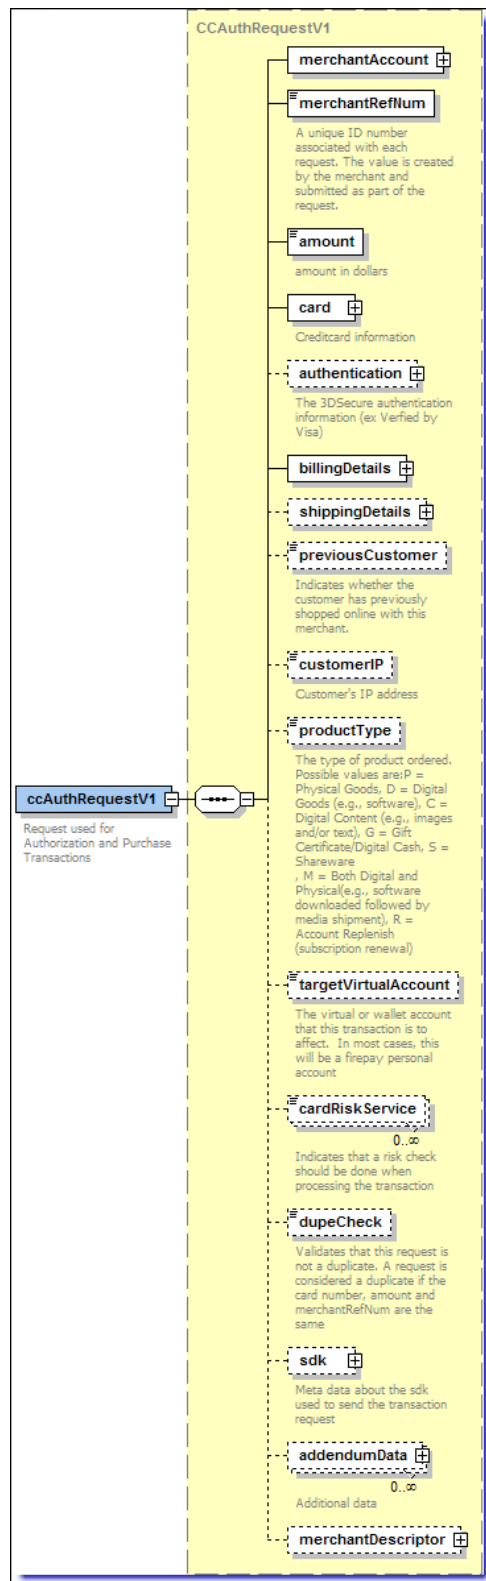 CCAuthRequestV1
merchantAccount
merchantRefNum
A unique ID number
associated with each
request. The value is created
by the merchant and
submitted as part of the
request.
amount
amount in dollars
card
Creditcard information
authentication
The 3DSecure authentication
information (ex Verfied by
Visa)
billingDetails
shippingDetails
previousCustomer
Indicates whether the
customer has previously
shopped online with this
merchant.
customerIP
Customer's IP address
productType
The type of product ordered.
Possible values are:P =
Physical Goods, D = Digital
Goods (e.g., software), C =
Digital Content (e.g., images
and/or text), G = Gift
Certificate/Digital Cash, S =
Shareware
, M = Both Digital and
Physical(e.g., software
downloaded followed by
media shipment), R =
Account Replenish
(subscription renewal)
ccAuthRequestV1
Request used for
Authorization and Purchase
Transactions
targetVirtualAccount
The virtual or wallet account
that this transaction is to
affect.  In most cases, this
will be a firepay personal
account
cardRiskService
0..∞
Indicates that a risk check
should be done when
processing the transaction
dupeCheck
Validates that this request is
not a duplicate. A request is
considered a duplicate if the
card number, amount and
merchantRefNum are the
same
sdk
Meta data about the sdk
used to send the transaction
request
addendumData
0..∞
Additional data
merchantDescriptor